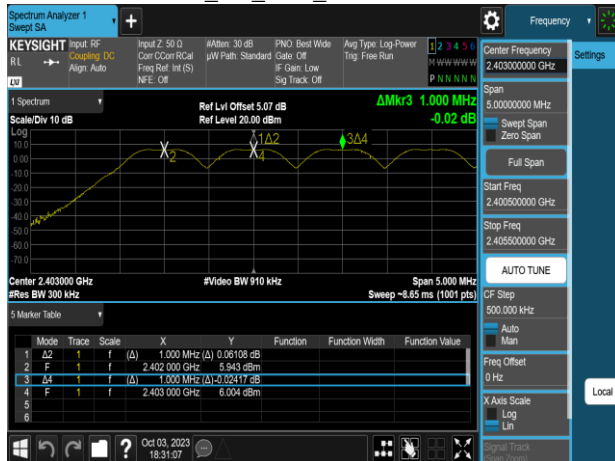 Spectrum Analyzer 1
Swept SA
+
Frequency
KEYSIGHT
RL
Input: RF
Coupling: DC
Align: Auto
Input Z: 50 Ω
Corr CCorr RCal
Freq Ref: Int (S)
NFE: Off
#Atten: 30 dB
µW Path: Standard
PNO: Best Wide
Gate: Off
IF Gain: Low
Sig Track: Off
Avg Type: Log-Power
Trig: Free Run
1 2 3 4 5 6
M W W W W W
P N N N N N
LXI
1 Spectrum
Scale/Div 10 dB
Ref Lvl Offset 5.07 dB
Ref Level 20.00 dBm
ΔMkr3 1.000 MHz
-0.02 dB
Log
10.0
0.00
-10.0
-20.0
-30.0
-40.0
-50.0
-60.0
-70.0
2
1Δ2
4
3Δ4
Center 2.4030000 GHz
#Res BW 300 kHz
#Video BW 910 kHz
Span 5.000 MHz
Sweep ~8.65 ms (1001 pts)
5 Marker Table
Mode Trace Scale X Y Function Function Width Function Value
1 Δ2 1 f (Δ) 1.000 MHz (Δ) 0.06108 dB
2 F 1 f 2.402 000 GHz 5.943 dBm
3 Δ4 1 f (Δ) 1.000 MHz (Δ) -0.02417 dB
4 F 1 f 2.403 000 GHz 6.004 dBm
5
6
?
Oct 03, 2023
18:31:07
Center Frequency
2.403000000 GHz
Settings
Span
5.00000000 MHz
Swept Span
Zero Span
Full Span
Start Freq
2.400500000 GHz
Stop Freq
2.405500000 GHz
AUTO TUNE
CF Step
500.000 kHz
Auto
Man
Freq Offset
0 Hz
Local
X Axis Scale
Log
Lin
Signal Track
(Span Zoom)